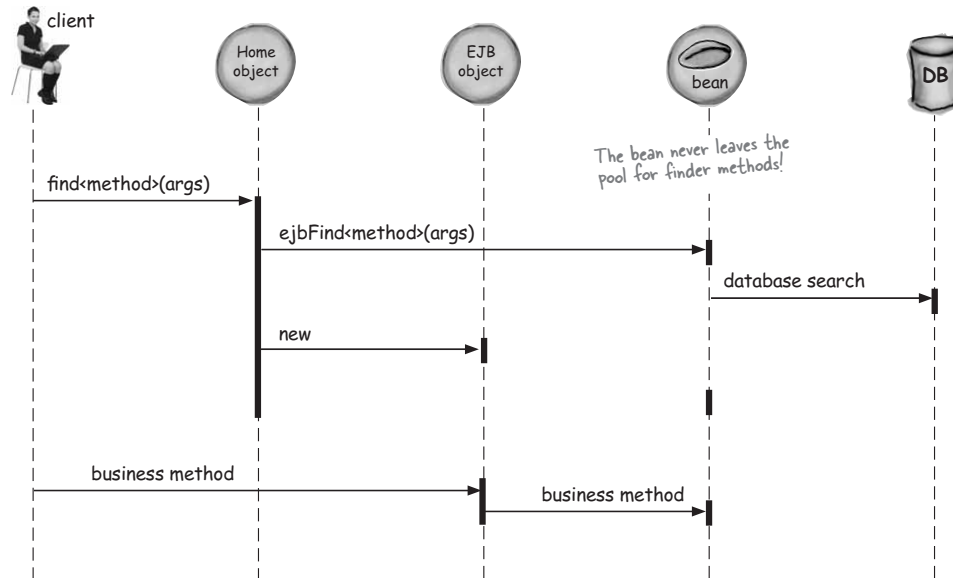 client
Home
object
EJB
object
bean
DB
The bean never leaves the
pool for finder methods!
find<method>(args)
ejbFind<method>(args)
database search
new
business method
business method